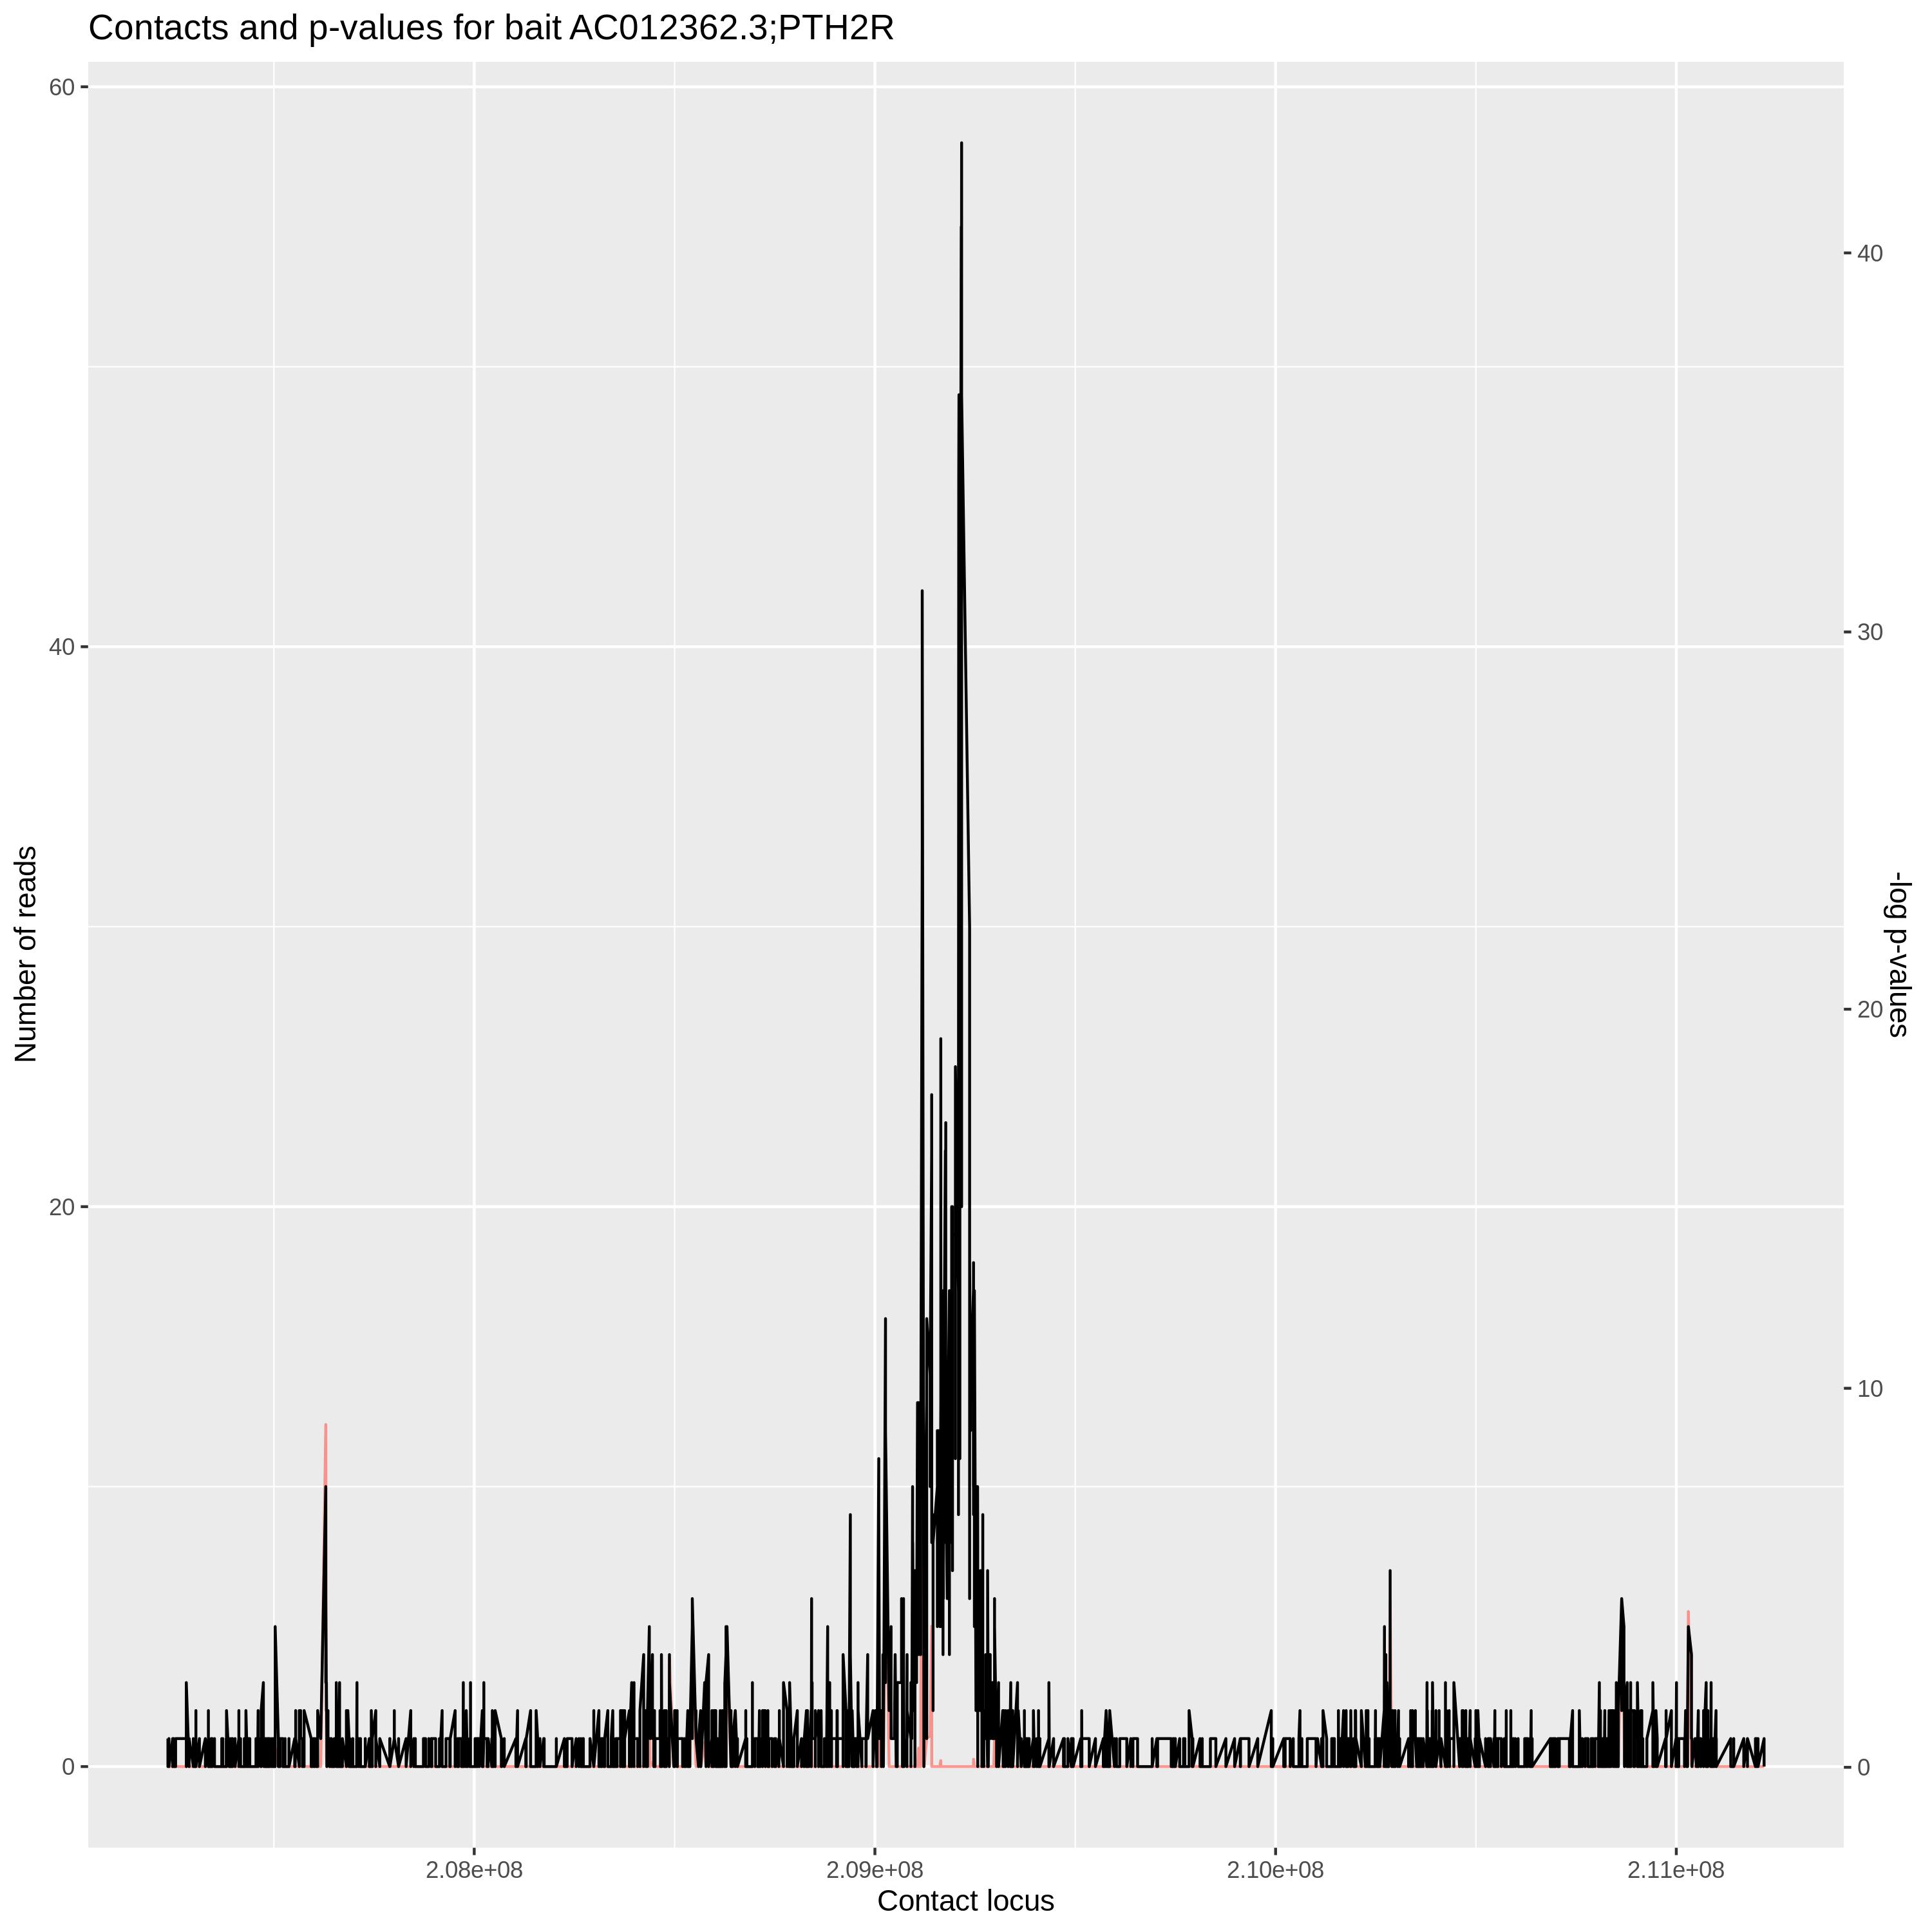 Contacts and p-values for bait AC012362.3;PTH2R
60
40
20
0
Number of reads
40
30
20
10
0
-log p-values
2.08e+08
2.09e+08
2.10e+08
2.11e+08
Contact locus